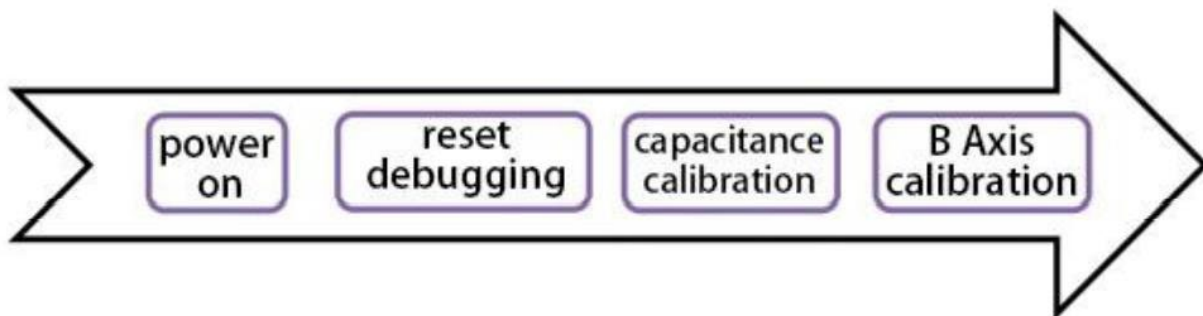 power
on
reset
debugging
capacitance
calibration
B Axis
calibration